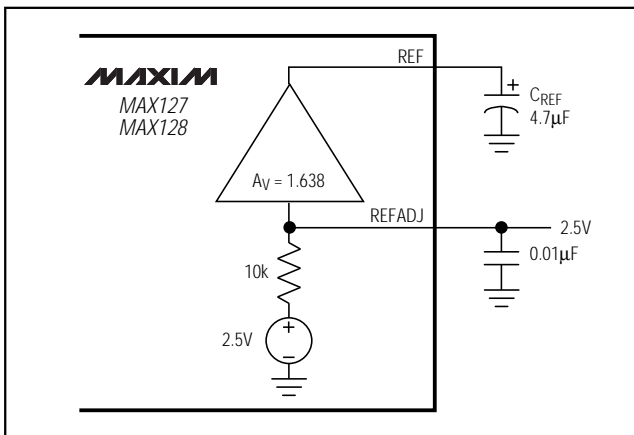 REF
MAXIM
MAX127
MAX128
+
CREF
4.7µF
AV = 1.638
REFADJ
2.5V
0.01µF
10k
+
2.5V
−